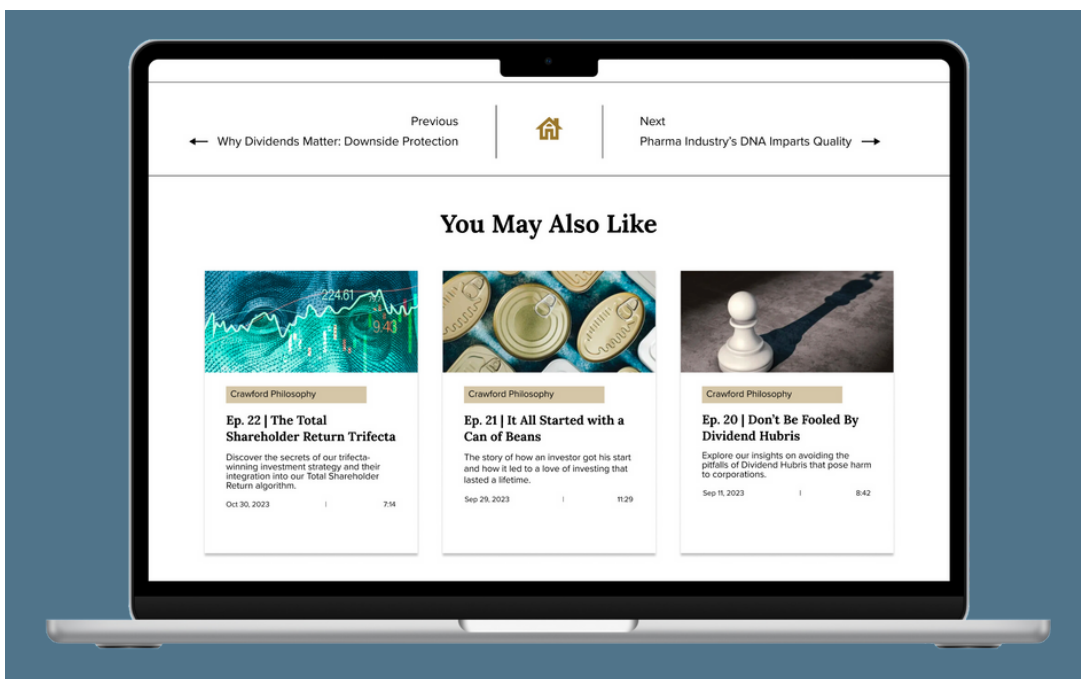 Previous
← Why Dividends Matter: Downside Protection
Next
Pharma Industry's DNA Imparts Quality →
You May Also Like
224.61
9.43
Crawford Philosophy
Ep. 22 | The Total
Shareholder Return Trifecta
Discover the secrets of our trifecta-
winning investment strategy and their
integration into our Total Shareholder
Return algorithm.
Oct 30, 2023 | 7:14
Crawford Philosophy
Ep. 21 | It All Started with a
Can of Beans
The story of how an investor got his start
and how it led to a love of investing that
lasted a lifetime.
Sep 29, 2023 | 11:29
Crawford Philosophy
Ep. 20 | Don't Be Fooled By
Dividend Hubris
Explore our insights on avoiding the
pitfalls of Dividend Hubris that pose harm
to corporations.
Sep 11, 2023 | 8:42